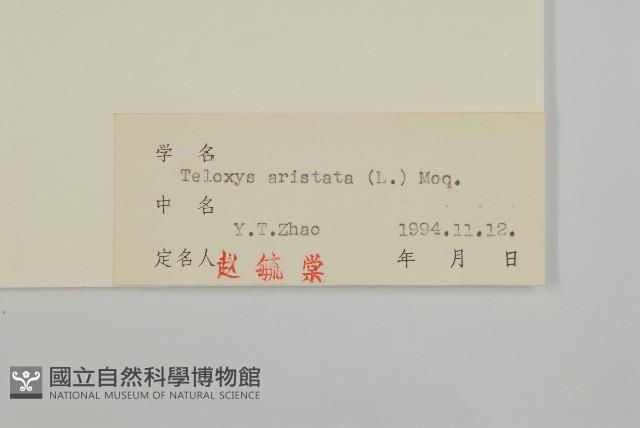 学 名
Teloxys aristata (L.) Moq.
中 名
Y.T.Zhao 1994.11.12.
定名人 赵 毓 棠 年 月 日
國立自然科學博物館
NATIONAL MUSEUM OF NATURAL SCIENCE